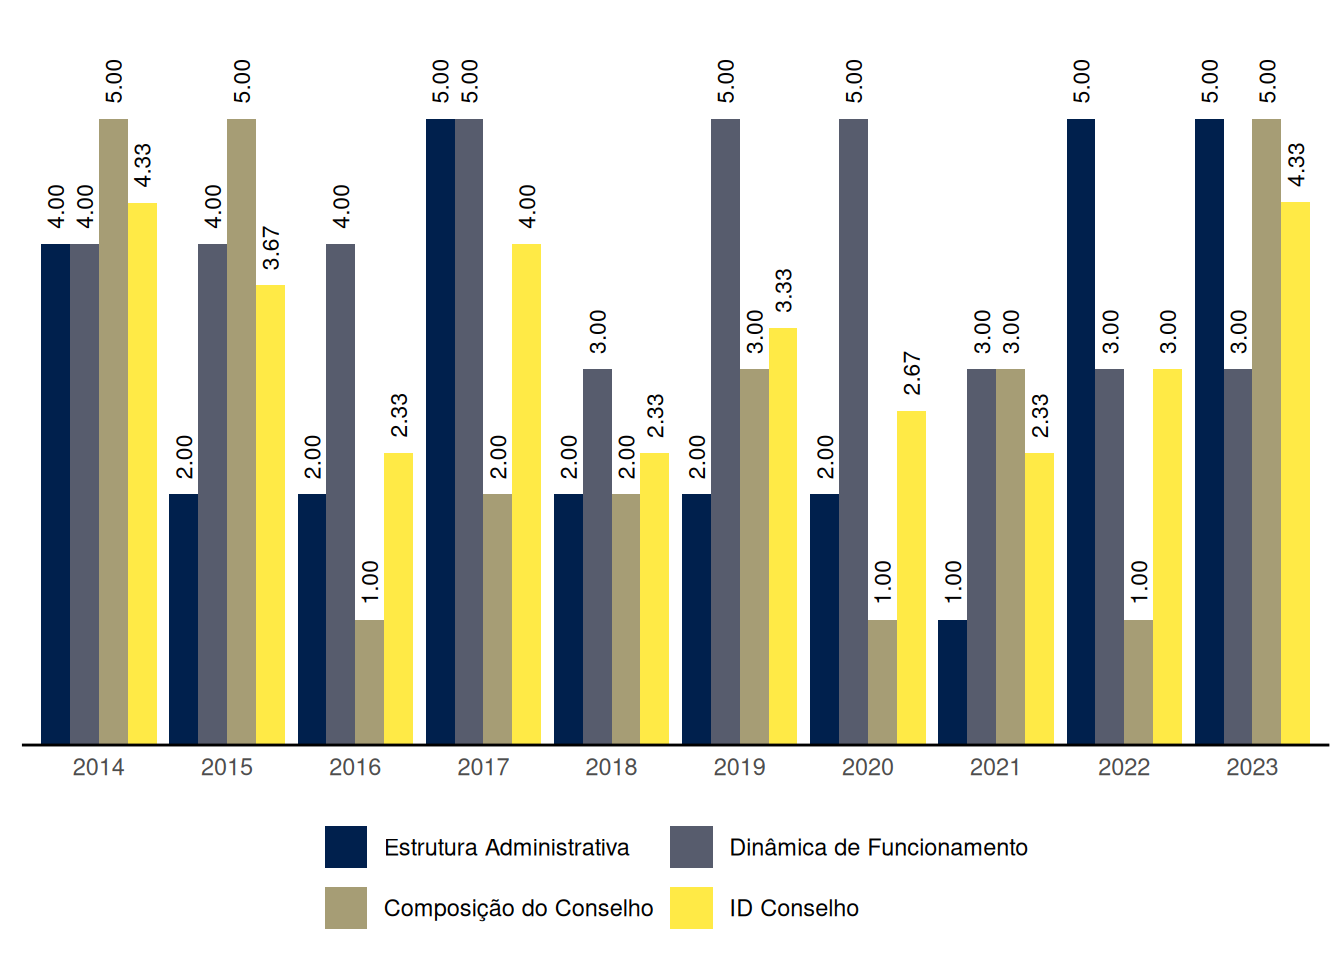 4.00 4.00 5.00 4.33
2.00 4.00 5.00 3.67
2.00 4.00 1.00 2.33
5.00 5.00 2.00 4.00
2.00 3.00 2.00 2.33
2.00 5.00 3.00 3.33
2.00 5.00 1.00 2.67
1.00 3.00 3.00 2.33
5.00 3.00 1.00 3.00
5.00 3.00 5.00 4.33
2014 2015 2016 2017 2018 2019 2020 2021 2022 2023
Estrutura Administrativa Dinâmica de Funcionamento
Composição do Conselho ID Conselho